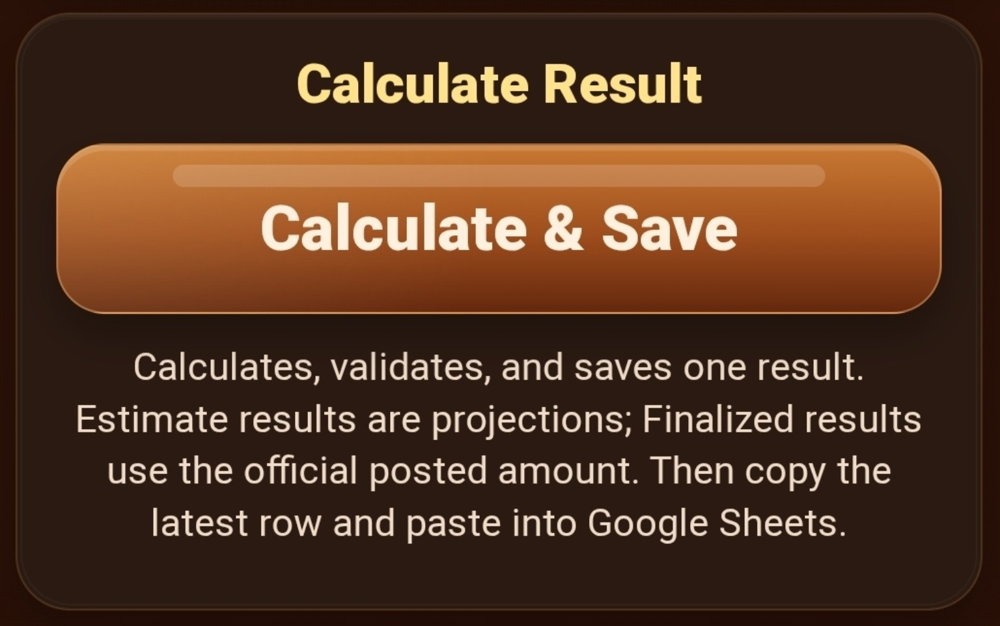 Calculate Result
Calculate & Save
Calculates, validates, and saves one result.
Estimate results are projections; Finalized results
use the official posted amount. Then copy the
latest row and paste into Google Sheets.